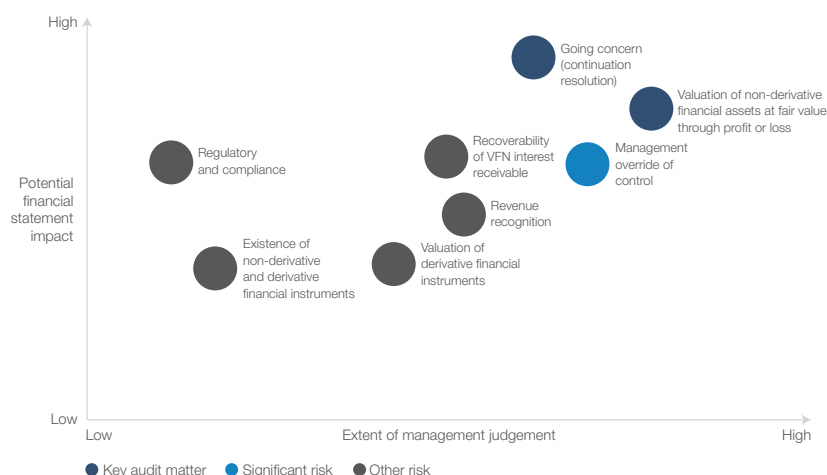 High
Going concern
(continuation
resolution)
Valuation of non-derivative
financial assets at fair value
through profit or loss
Recoverability
of VFN interest
receivable
Management
override of
control
Regulatory
and compliance
Potential
financial
statement
impact
Revenue
recognition
Existence of
non-derivative
and derivative
financial instruments
Valuation of
derivative financial
instruments
Low
Low
Extent of management judgement
High
Key audit matter
Significant risk
Other risk